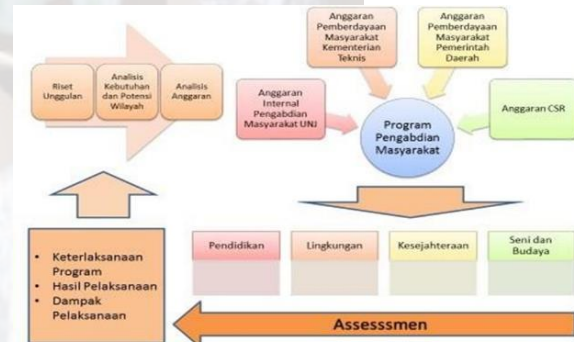 Riset
Unggulan
Analisis
Kebutuhan
dan Potensi
Wilayah
Analisis
Anggaran
Anggaran
Internal
Pengabdian
Masyarakat UNJ
Anggaran
Pemberdayaan
Masyarakat
Kementerian
Teknis
Anggaran
Pemberdayaan
Masyarakat
Pemerintah
Daerah
Anggaran CSR
Program
Pengabdian
Masyarakat
Pendidikan
Lingkungan
Kesejahteraan
Seni dan
Budaya
• Keterlaksanaan
Program
• Hasil Pelaksanaan
• Dampak
Pelaksanaan
Assesssmen